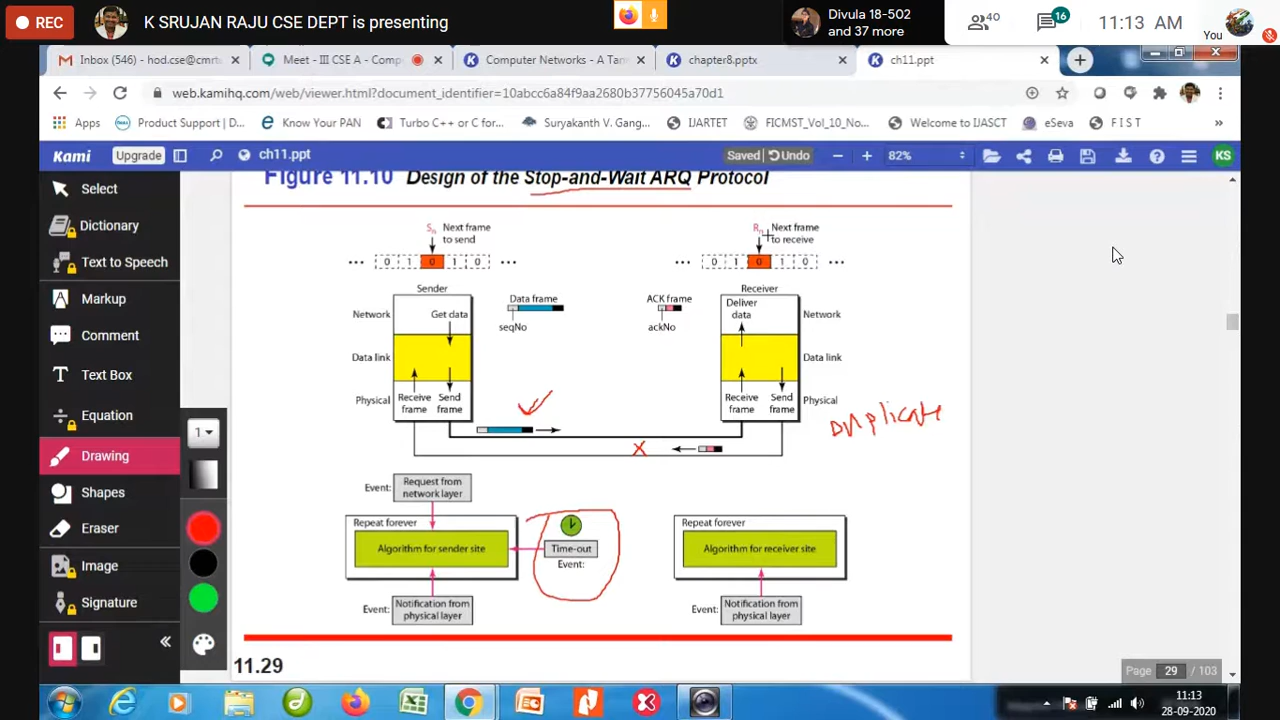 REC
K SRUJAN RAJU CSE DEPT is presenting
Divula 18-502
and 37 more
40
16
11:13 AM
You
Inbox (546) - hod.cse@cmrt
Meet - III CSE A - Comp
Computer Networks - A Tan
chapter8.pptx
ch11.ppt
web.kamihq.com/web/viewer.html?document_identifier=10abcc6a84f9aa2680b37756045a70d1
Apps
Product Support | D...
Know Your PAN
Turbo C++ or C for...
Suryakanth V. Gang...
IJARTET
FICMST_Vol_10_No...
Welcome to IJASCT
eSeva
F I S T
»
Kami
Upgrade
ch11.ppt
Saved
Undo
82%
KS
Select
Dictionary
Text to Speech
Markup
Comment
Text Box
Equation
Drawing
Shapes
Eraser
Image
Signature
1
Figure 11.10 Design of the Stop-and-Wait ARQ Protocol
Sn Next frame
to send
Rn Next frame
to receive
... 0 1 0 1 0 ...
... 0 1 0 1 0 ...
Sender
Receiver
Data frame
seqNo
ACK frame
ackNo
Network
Get data
Deliver
data
Network
Data link
Data link
Physical
Receive
frame
Send
frame
Receive
frame
Send
frame
Physical
Duplicate
X
Event:
Request from
network layer
Repeat forever
Algorithm for sender site
Time-out
Event:
Repeat forever
Algorithm for receiver site
Event:
Notification from
physical layer
Event:
Notification from
physical layer
11.29
Page 29 / 103
11:13
28-09-2020